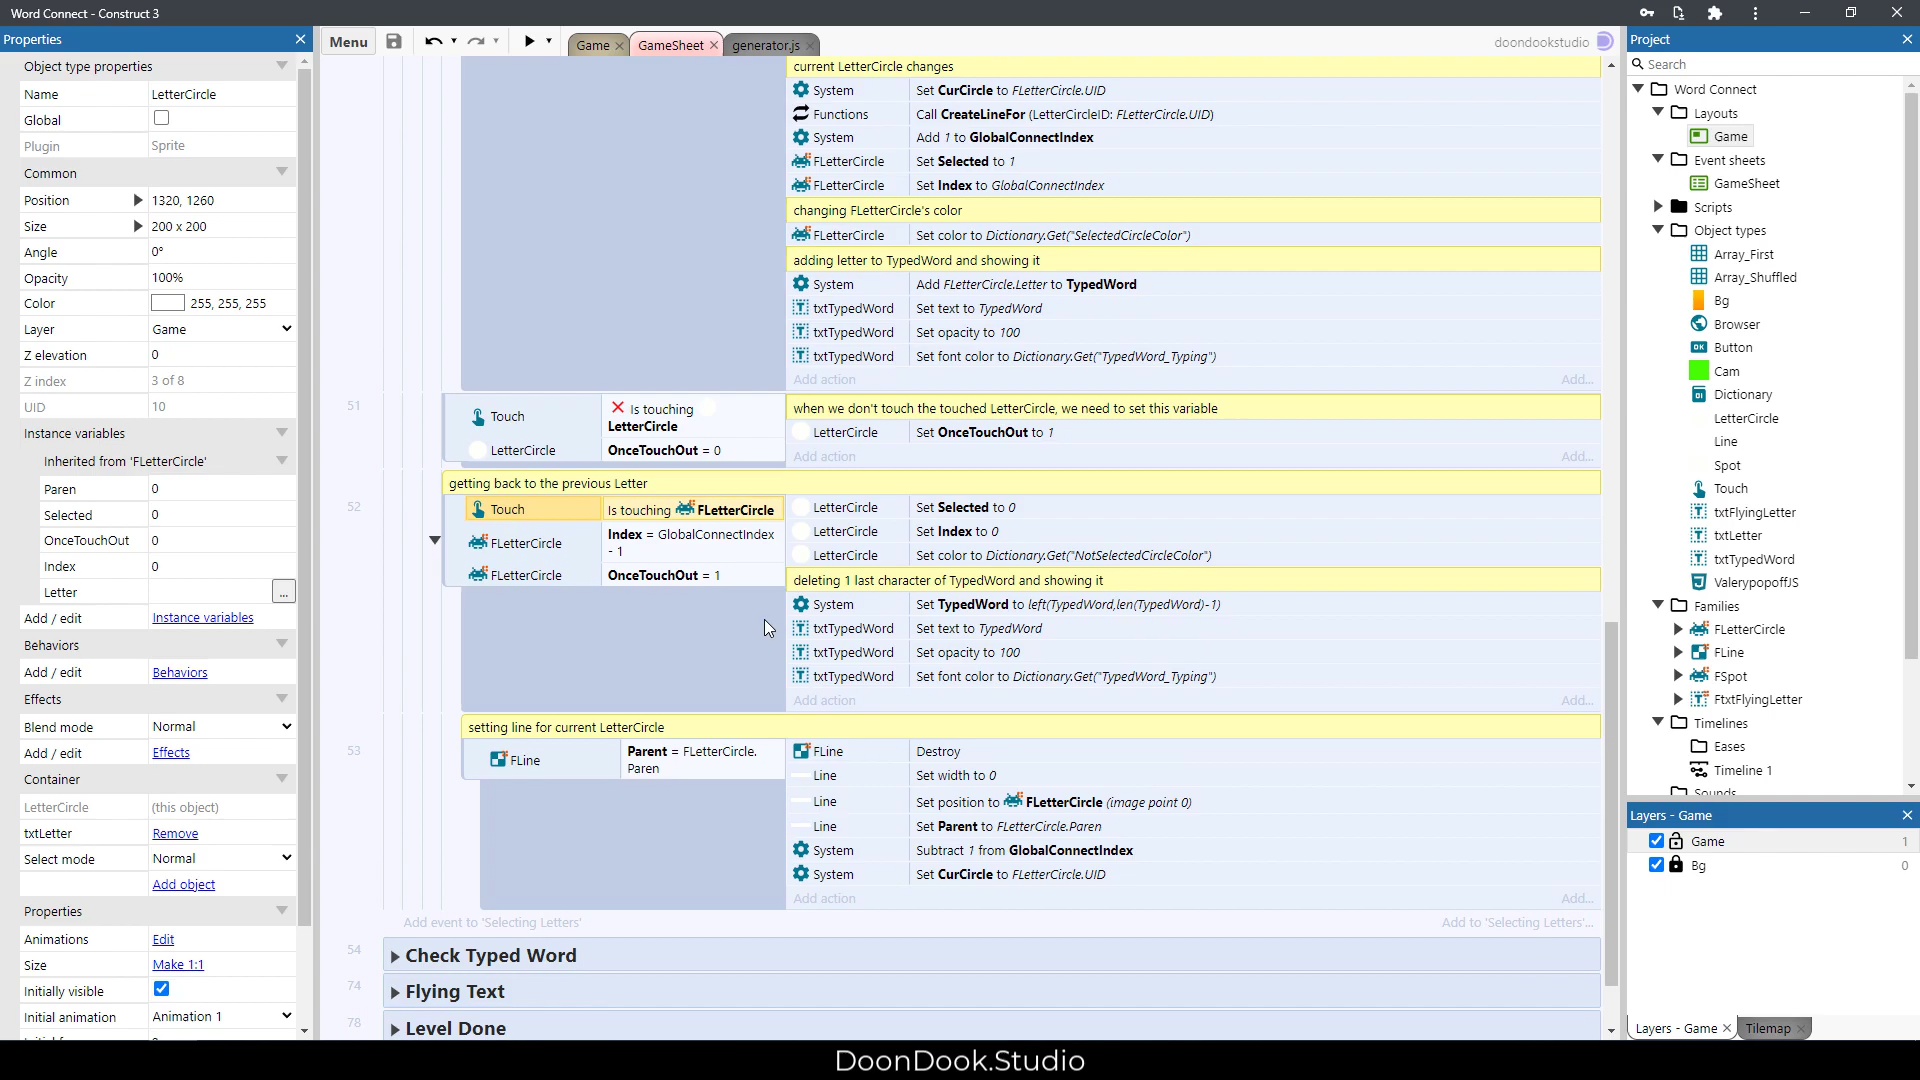 Word Connect - Construct 3
Properties
Menu
Game
GameSheet
generator.js
doondookstudio
Project
Object type properties
Name LetterCircle
Global
Plugin Sprite
Common
Position 1320, 1260
Size 200 x 200
Angle 0°
Opacity 100%
Color 255, 255, 255
Layer Game
Z elevation 0
Z index 3 of 8
UID 10
Instance variables
Inherited from 'FLetterCircle'
Paren 0
Selected 0
OnceTouchOut 0
Index 0
Letter ...
Add / edit Instance variables
Behaviors
Add / edit Behaviors
Effects
Blend mode Normal
Add / edit Effects
Container
LetterCircle (this object)
txtLetter Remove
Select mode Normal
Add object
Properties
Animations Edit
Size Make 1:1
Initially visible
Initial animation Animation 1
current LetterCircle changes
System Set CurCircle to FLetterCircle.UID
Functions Call CreateLineFor (LetterCircleID: FLetterCircle.UID)
System Add 1 to GlobalConnectIndex
FLetterCircle Set Selected to 1
FLetterCircle Set Index to GlobalConnectIndex
changing FLetterCircle's color
FLetterCircle Set color to Dictionary.Get("SelectedCircleColor")
adding letter to TypedWord and showing it
System Add FLetterCircle.Letter to TypedWord
txtTypedWord Set text to TypedWord
txtTypedWord Set opacity to 100
txtTypedWord Set font color to Dictionary.Get("TypedWord_Typing")
Add action Add...
51
Touch Is touching LetterCircle
LetterCircle OnceTouchOut = 0
when we don't touch the touched LetterCircle, we need to set this variable
LetterCircle Set OnceTouchOut to 1
Add action Add...
getting back to the previous Letter
52
Touch Is touching FLetterCircle
FLetterCircle Index = GlobalConnectIndex - 1
FLetterCircle OnceTouchOut = 1
LetterCircle Set Selected to 0
LetterCircle Set Index to 0
LetterCircle Set color to Dictionary.Get("NotSelectedCircleColor")
deleting 1 last character of TypedWord and showing it
System Set TypedWord to left(TypedWord,len(TypedWord)-1)
txtTypedWord Set text to TypedWord
txtTypedWord Set opacity to 100
txtTypedWord Set font color to Dictionary.Get("TypedWord_Typing")
Add action Add...
setting line for current LetterCircle
53
FLine Parent = FLetterCircle.
Paren
FLine Destroy
Line Set width to 0
Line Set position to FLetterCircle (image point 0)
Line Set Parent to FLetterCircle.Paren
System Subtract 1 from GlobalConnectIndex
System Set CurCircle to FLetterCircle.UID
Add action Add...
Add event to 'Selecting Letters' Add to 'Selecting Letters'...
54 Check Typed Word
74 Flying Text
78 Level Done
Search
Word Connect
Layouts
Game
Event sheets
GameSheet
Scripts
Object types
Array_First
Array_Shuffled
Bg
Browser
Button
Cam
Dictionary
LetterCircle
Line
Spot
Touch
txtFlyingLetter
txtLetter
txtTypedWord
ValerypopoffJS
Families
FLetterCircle
FLine
FSpot
FtxtFlyingLetter
Timelines
Eases
Timeline 1
Sounds
Layers - Game
Game 1
Bg 0
Layers - Game
Tilemap
DoonDook.Studio